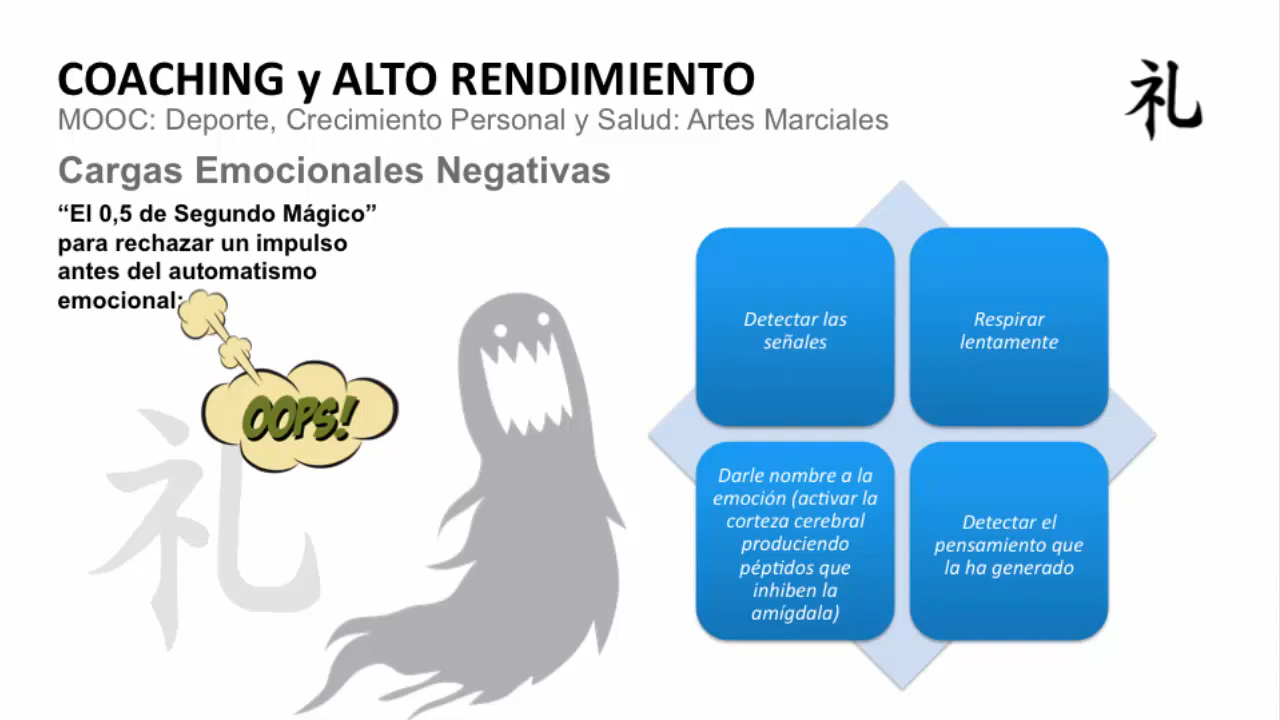 COACHING y ALTO RENDIMIENTO
礼
MOOC: Deporte, Crecimiento Personal y Salud: Artes Marciales
Cargas Emocionales Negativas
“El 0,5 de Segundo Mágico”
para rechazar un impulso
antes del automatismo
emocional:
OOPS!
礼
Detectar las
señales
Respirar
lentamente
Darle nombre a la
emoción (activar la
corteza cerebral
produciendo
péptidos que
inhiben la
amígdala)
Detectar el
pensamiento que
la ha generado